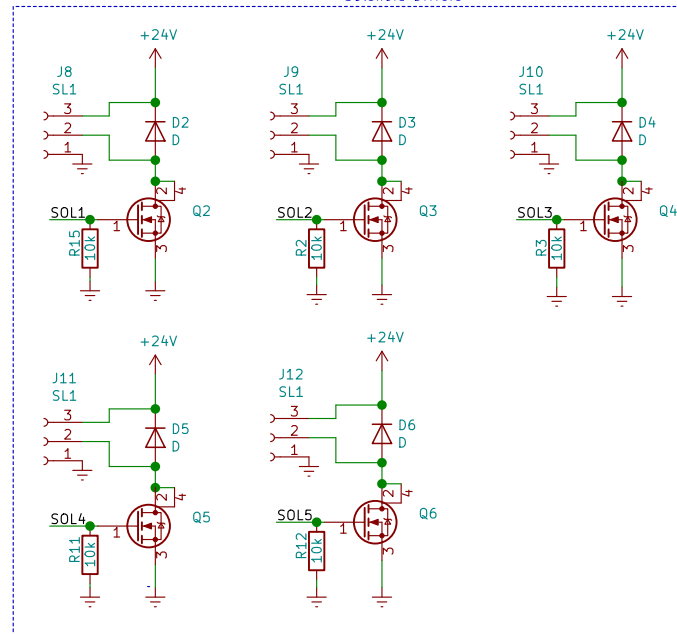 +24V
+24V
+24V
J8
SL1
3
2
1
D2
D
2
4
SOL1
1
Q2
R15
10k
3
J9
SL1
3
2
1
D3
D
2
4
SOL2
1
Q3
R2
10k
3
J10
SL1
3
2
1
D4
D
2
4
SOL3
1
Q4
R3
10k
3
+24V
+24V
J11
SL1
3
2
1
D5
D
2
4
SOL4
1
Q5
R11
10k
3
J12
SL1
3
2
1
D6
D
2
4
SOL5
1
Q6
R12
10k
3